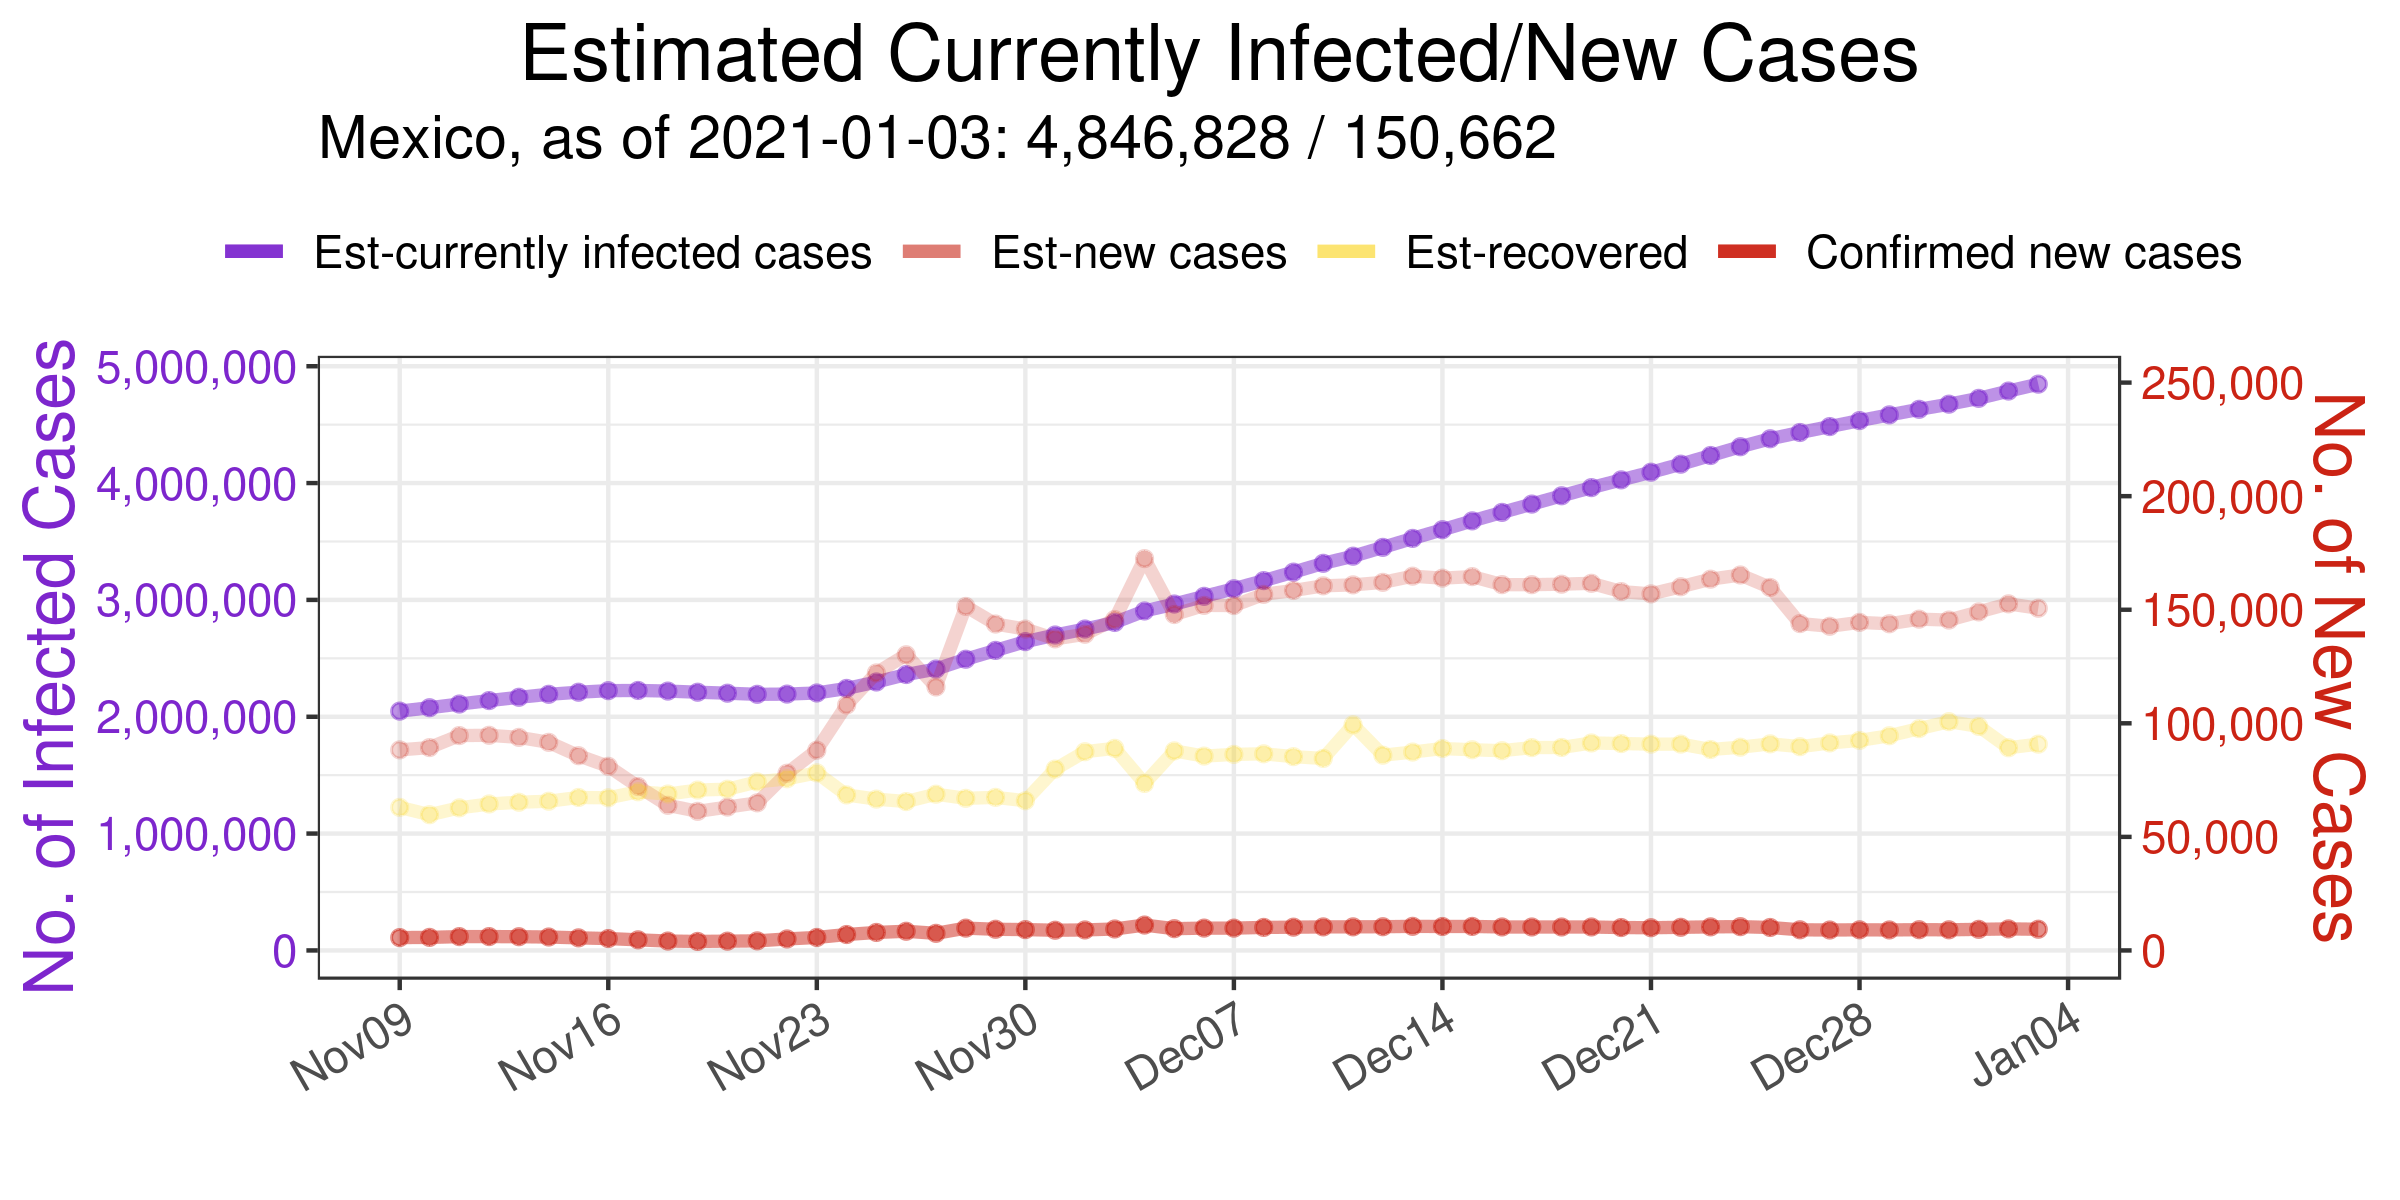 Estimated Currently Infected/New Cases
Mexico, as of 2021-01-03: 4,846,828 / 150,662
Est-currently infected cases Est-new cases Est-recovered Confirmed new cases
No. of Infected Cases
5,000,000
4,000,000
3,000,000
2,000,000
1,000,000
0
250,000
200,000
150,000
100,000
50,000
0
No. of New Cases
Nov09 Nov16 Nov23 Nov30 Dec07 Dec14 Dec21 Dec28 Jan04